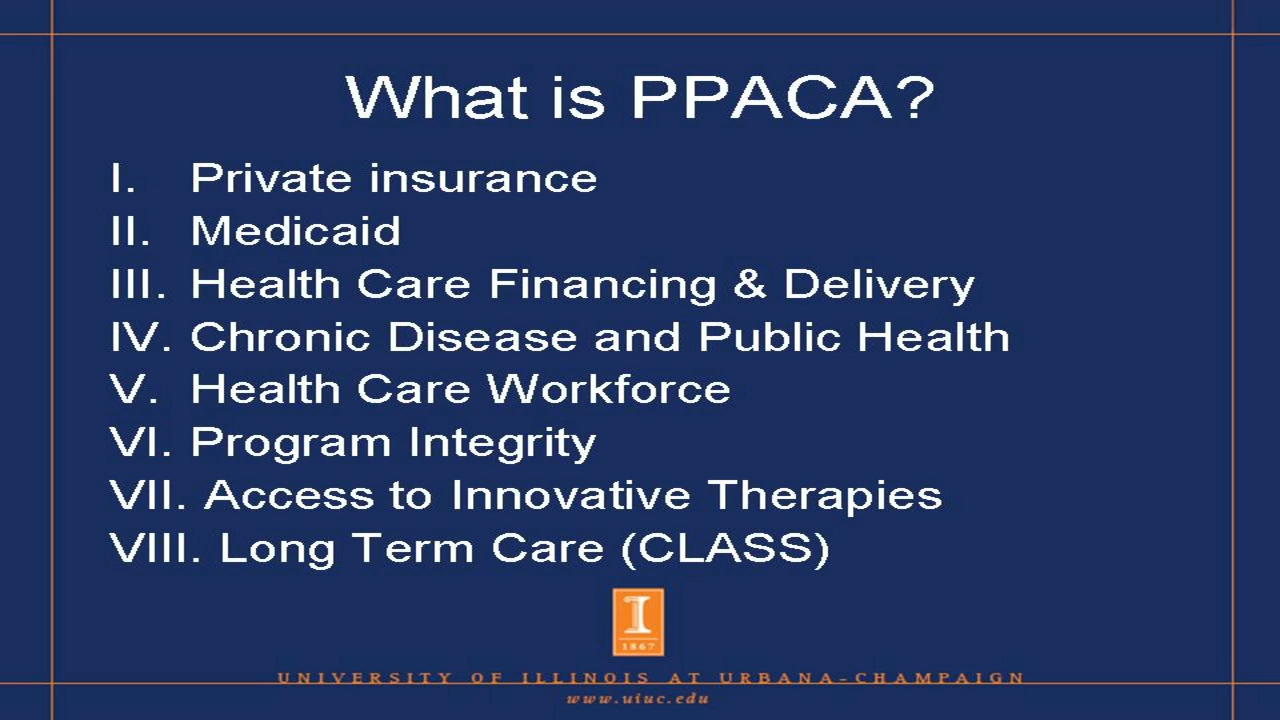 What is PPACA?
I. Private insurance
II. Medicaid
III. Health Care Financing & Delivery
IV. Chronic Disease and Public Health
V. Health Care Workforce
VI. Program Integrity
VII. Access to Innovative Therapies
VIII. Long Term Care (CLASS)
I
1867
UNIVERSITY OF ILLINOIS AT URBANA-CHAMPAIGN
www.uiuc.edu